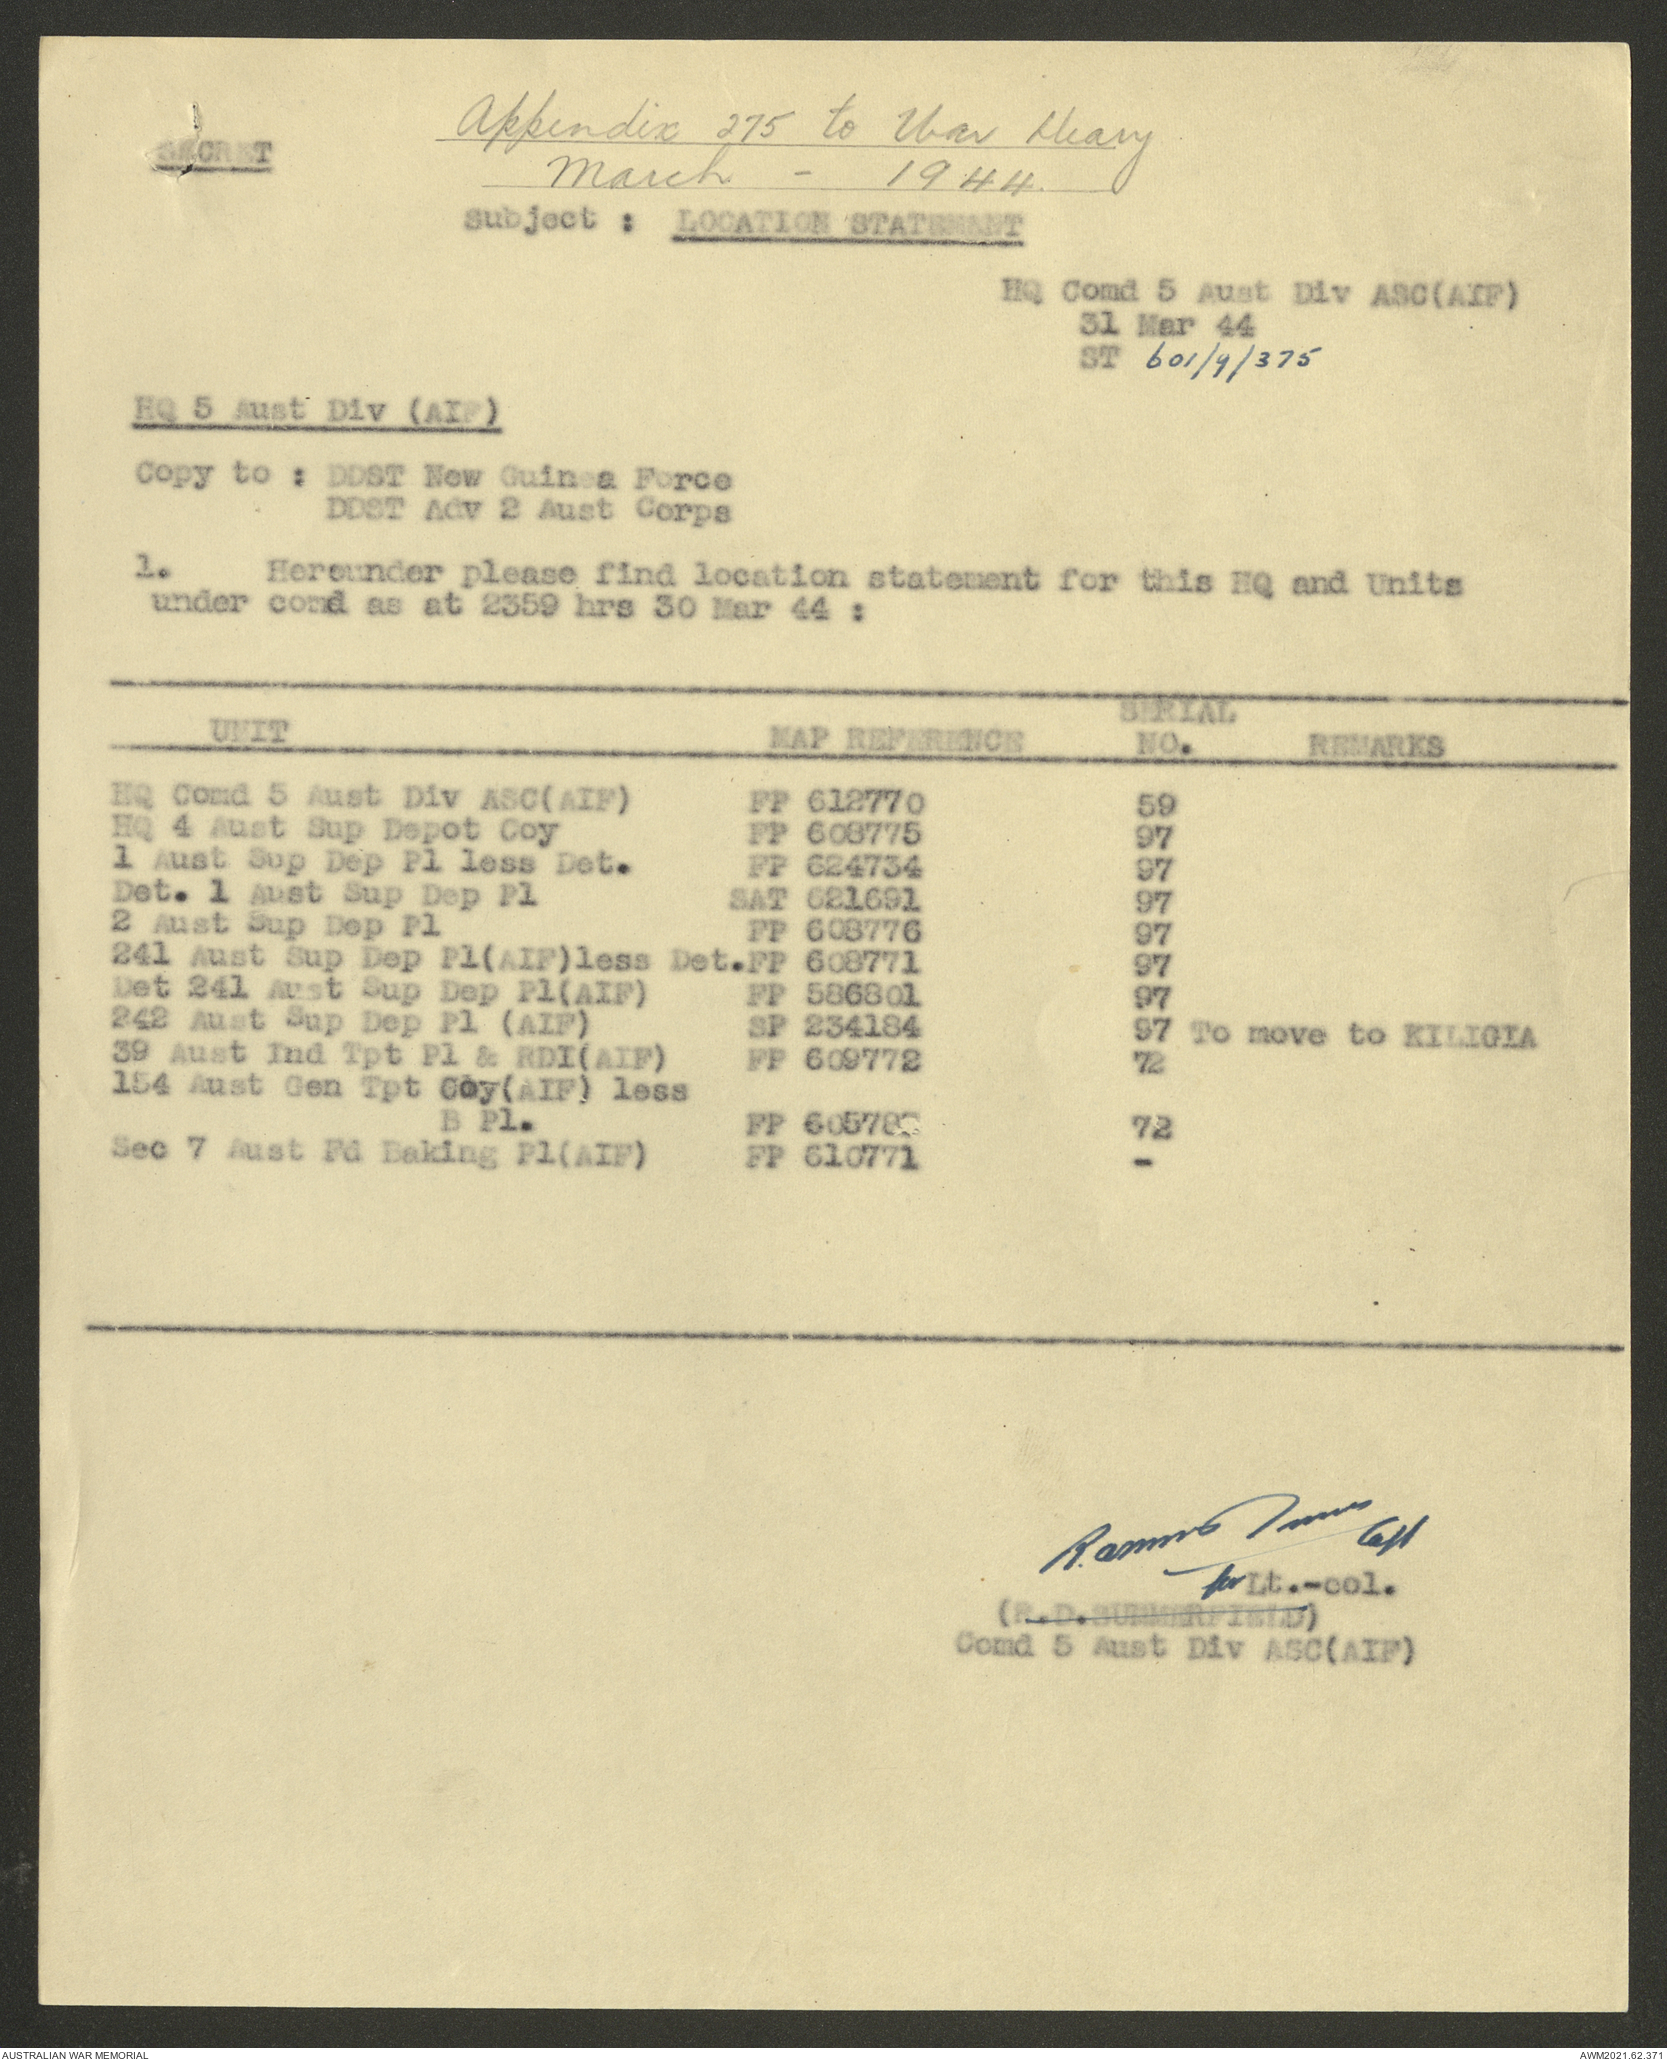 SECRET
Appendix 275 to War Diary
March - 1944.
Subject : LOCATION STATEMENT
HQ Comd 5 Aust Div ASC(AIF)
31 Mar 44
ST 601/9/375
HQ 5 Aust Div (AIF)
Copy to : DDST New Guinea Force
DDST Adv 2 Aust Corps
1. Hereunder please find location statement for this HQ and Units
under comd as at 2359 hrs 30 Mar 44 :
UNIT MAP REFERENCE SERIAL NO. REMARKS
HQ Comd 5 Aust Div ASC(AIF) FP 612770 59
HQ 4 Aust Sup Depot Coy FP 608775 97
1 Aust Sup Dep Pl less Det. FP 624734 97
Det. 1 Aust Sup Dep Pl SAT 621691 97
2 Aust Sup Dep Pl FP 608776 97
241 Aust Sup Dep Pl(AIF)less Det.FP 608771 97
Det 241 Aust Sup Dep Pl(AIF) FP 586801 97
242 Aust Sup Dep Pl (AIF) SP 234184 97 To move to KILIGIA
39 Aust Ind Tpt Pl & RDI(AIF) FP 609772 72
154 Aust Gen Tpt Coy(AIF) less
B Pl. FP 72
Sec 7 Aust Fd Baking Pl(AIF) FP 610771 -
Capt
for Lt.-col.
(R.D.SUMMERFIELD)
Comd 5 Aust Div ASC(AIF)
AUSTRALIAN WAR MEMORIAL AWM2021.62.371